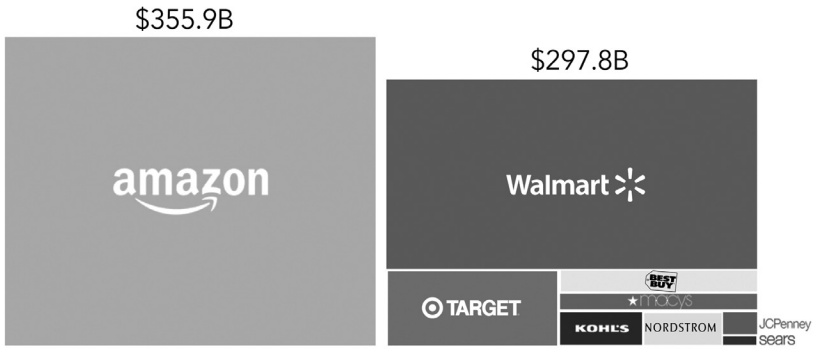 $355.9B
amazon
$297.8B
Walmart
TARGET
BEST
BUY
macys
KOHL'S
NORDSTROM
JCPenney
sears